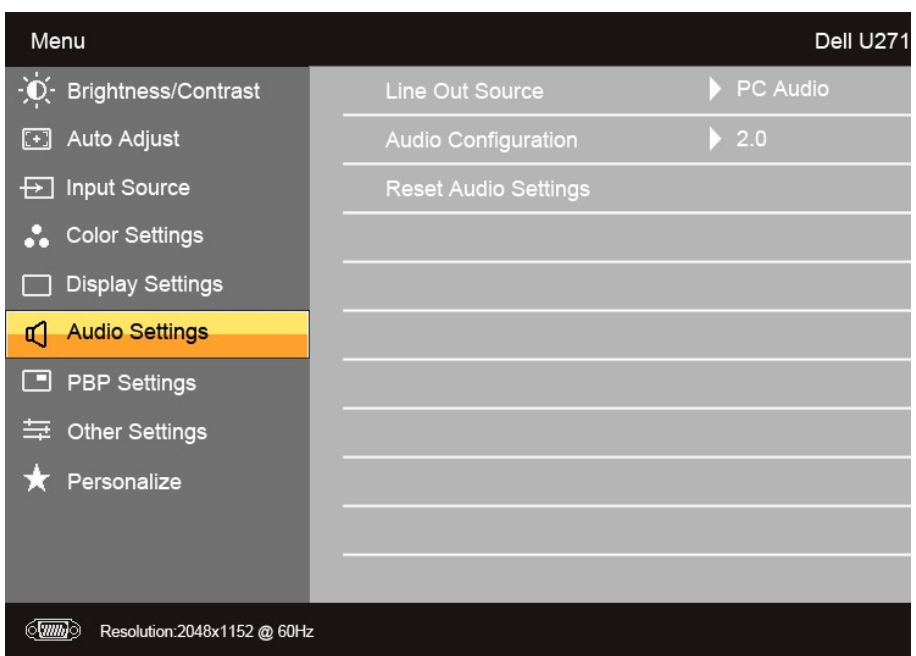 Menu
Dell U271
Brightness/Contrast
Auto Adjust
Input Source
Color Settings
Display Settings
Audio Settings
PBP Settings
Other Settings
Personalize
Line Out Source
PC Audio
Audio Configuration
2.0
Reset Audio Settings
Resolution:2048x1152 @ 60Hz